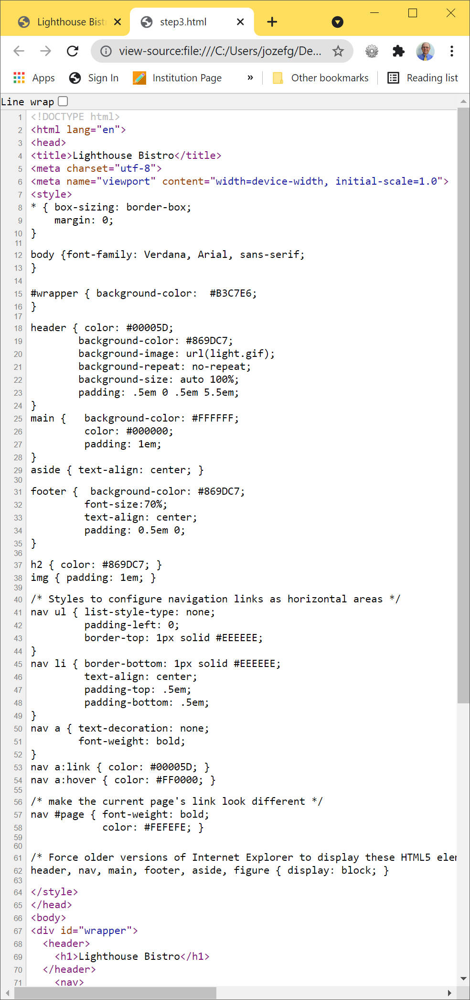 Lighthouse Bist
step3.html
view-source:file:///C:/Users/jozefg/De...
Apps Sign In Institution Page » Other bookmarks Reading list
Line wrap
1 <!DOCTYPE html>
2 <html lang="en">
3 <head>
4 <title>Lighthouse Bistro</title>
5 <meta charset="utf-8">
6 <meta name="viewport" content="width=device-width, initial-scale=1.0">
7 <style>
8 * { box-sizing: border-box;
9     margin: 0;
10 }
11
12 body {font-family: Verdana, Arial, sans-serif;
13 }
14
15 #wrapper { background-color:  #B3C7E6;
16 }
17
18 header { color: #00005D;
19         background-color: #869DC7;
20         background-image: url(light.gif);
21         background-repeat: no-repeat;
22         background-size: auto 100%;
23         padding: .5em 0 .5em 5.5em;
24 }
25 main {   background-color: #FFFFFF;
26          color: #000000;
27          padding: 1em;
28 }
29 aside { text-align: center; }
30
31 footer {  background-color: #869DC7;
32          font-size:70%;
33          text-align: center;
34          padding: 0.5em 0;
35 }
36
37 h2 { color: #869DC7; }
38 img { padding: 1em; }
39
40 /* Styles to configure navigation links as horizontal areas */
41 nav ul { list-style-type: none;
42          padding-left: 0;
43          border-top: 1px solid #EEEEEE;
44 }
45 nav li { border-bottom: 1px solid #EEEEEE;
46          text-align: center;
47          padding-top: .5em;
48          padding-bottom: .5em;
49 }
50 nav a { text-decoration: none;
51         font-weight: bold;
52 }
53 nav a:link { color: #00005D; }
54 nav a:hover { color: #FF0000; }
55
56 /* make the current page's link look different */
57 nav #page { font-weight: bold;
58             color: #FEFEFE; }
59
60
61 /* Force older versions of Internet Explorer to display these HTML5 ele
62 header, nav, main, footer, aside, figure { display: block; }
63
64 </style>
65 </head>
66 <body>
67 <div id="wrapper">
68   <header>
69     <h1>Lighthouse Bistro</h1>
70   </header>
71     <nav>